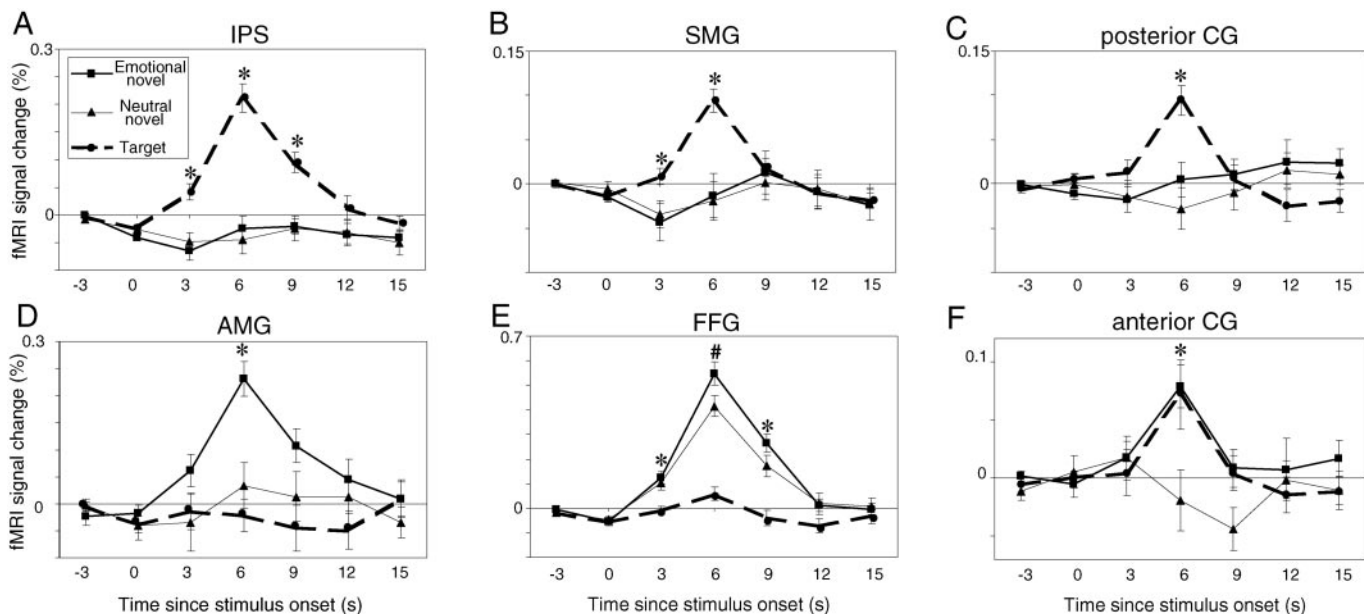 A
IPS
0.3
fMRI signal change (%)
Emotional
novel
Neutral
novel
Target
*
*
*
0
-3 0 3 6 9 12 15
B
SMG
0.15
*
*
0
-3 0 3 6 9 12 15
C
posterior CG
0.15
*
0
-3 0 3 6 9 12 15
D
AMG
0.3
fMRI signal change (%)
*
0
-3 0 3 6 9 12 15
Time since stimulus onset (s)
E
FFG
0.7
#
*
*
0
-3 0 3 6 9 12 15
Time since stimulus onset (s)
F
anterior CG
0.1
*
0
-3 0 3 6 9 12 15
Time since stimulus onset (s)